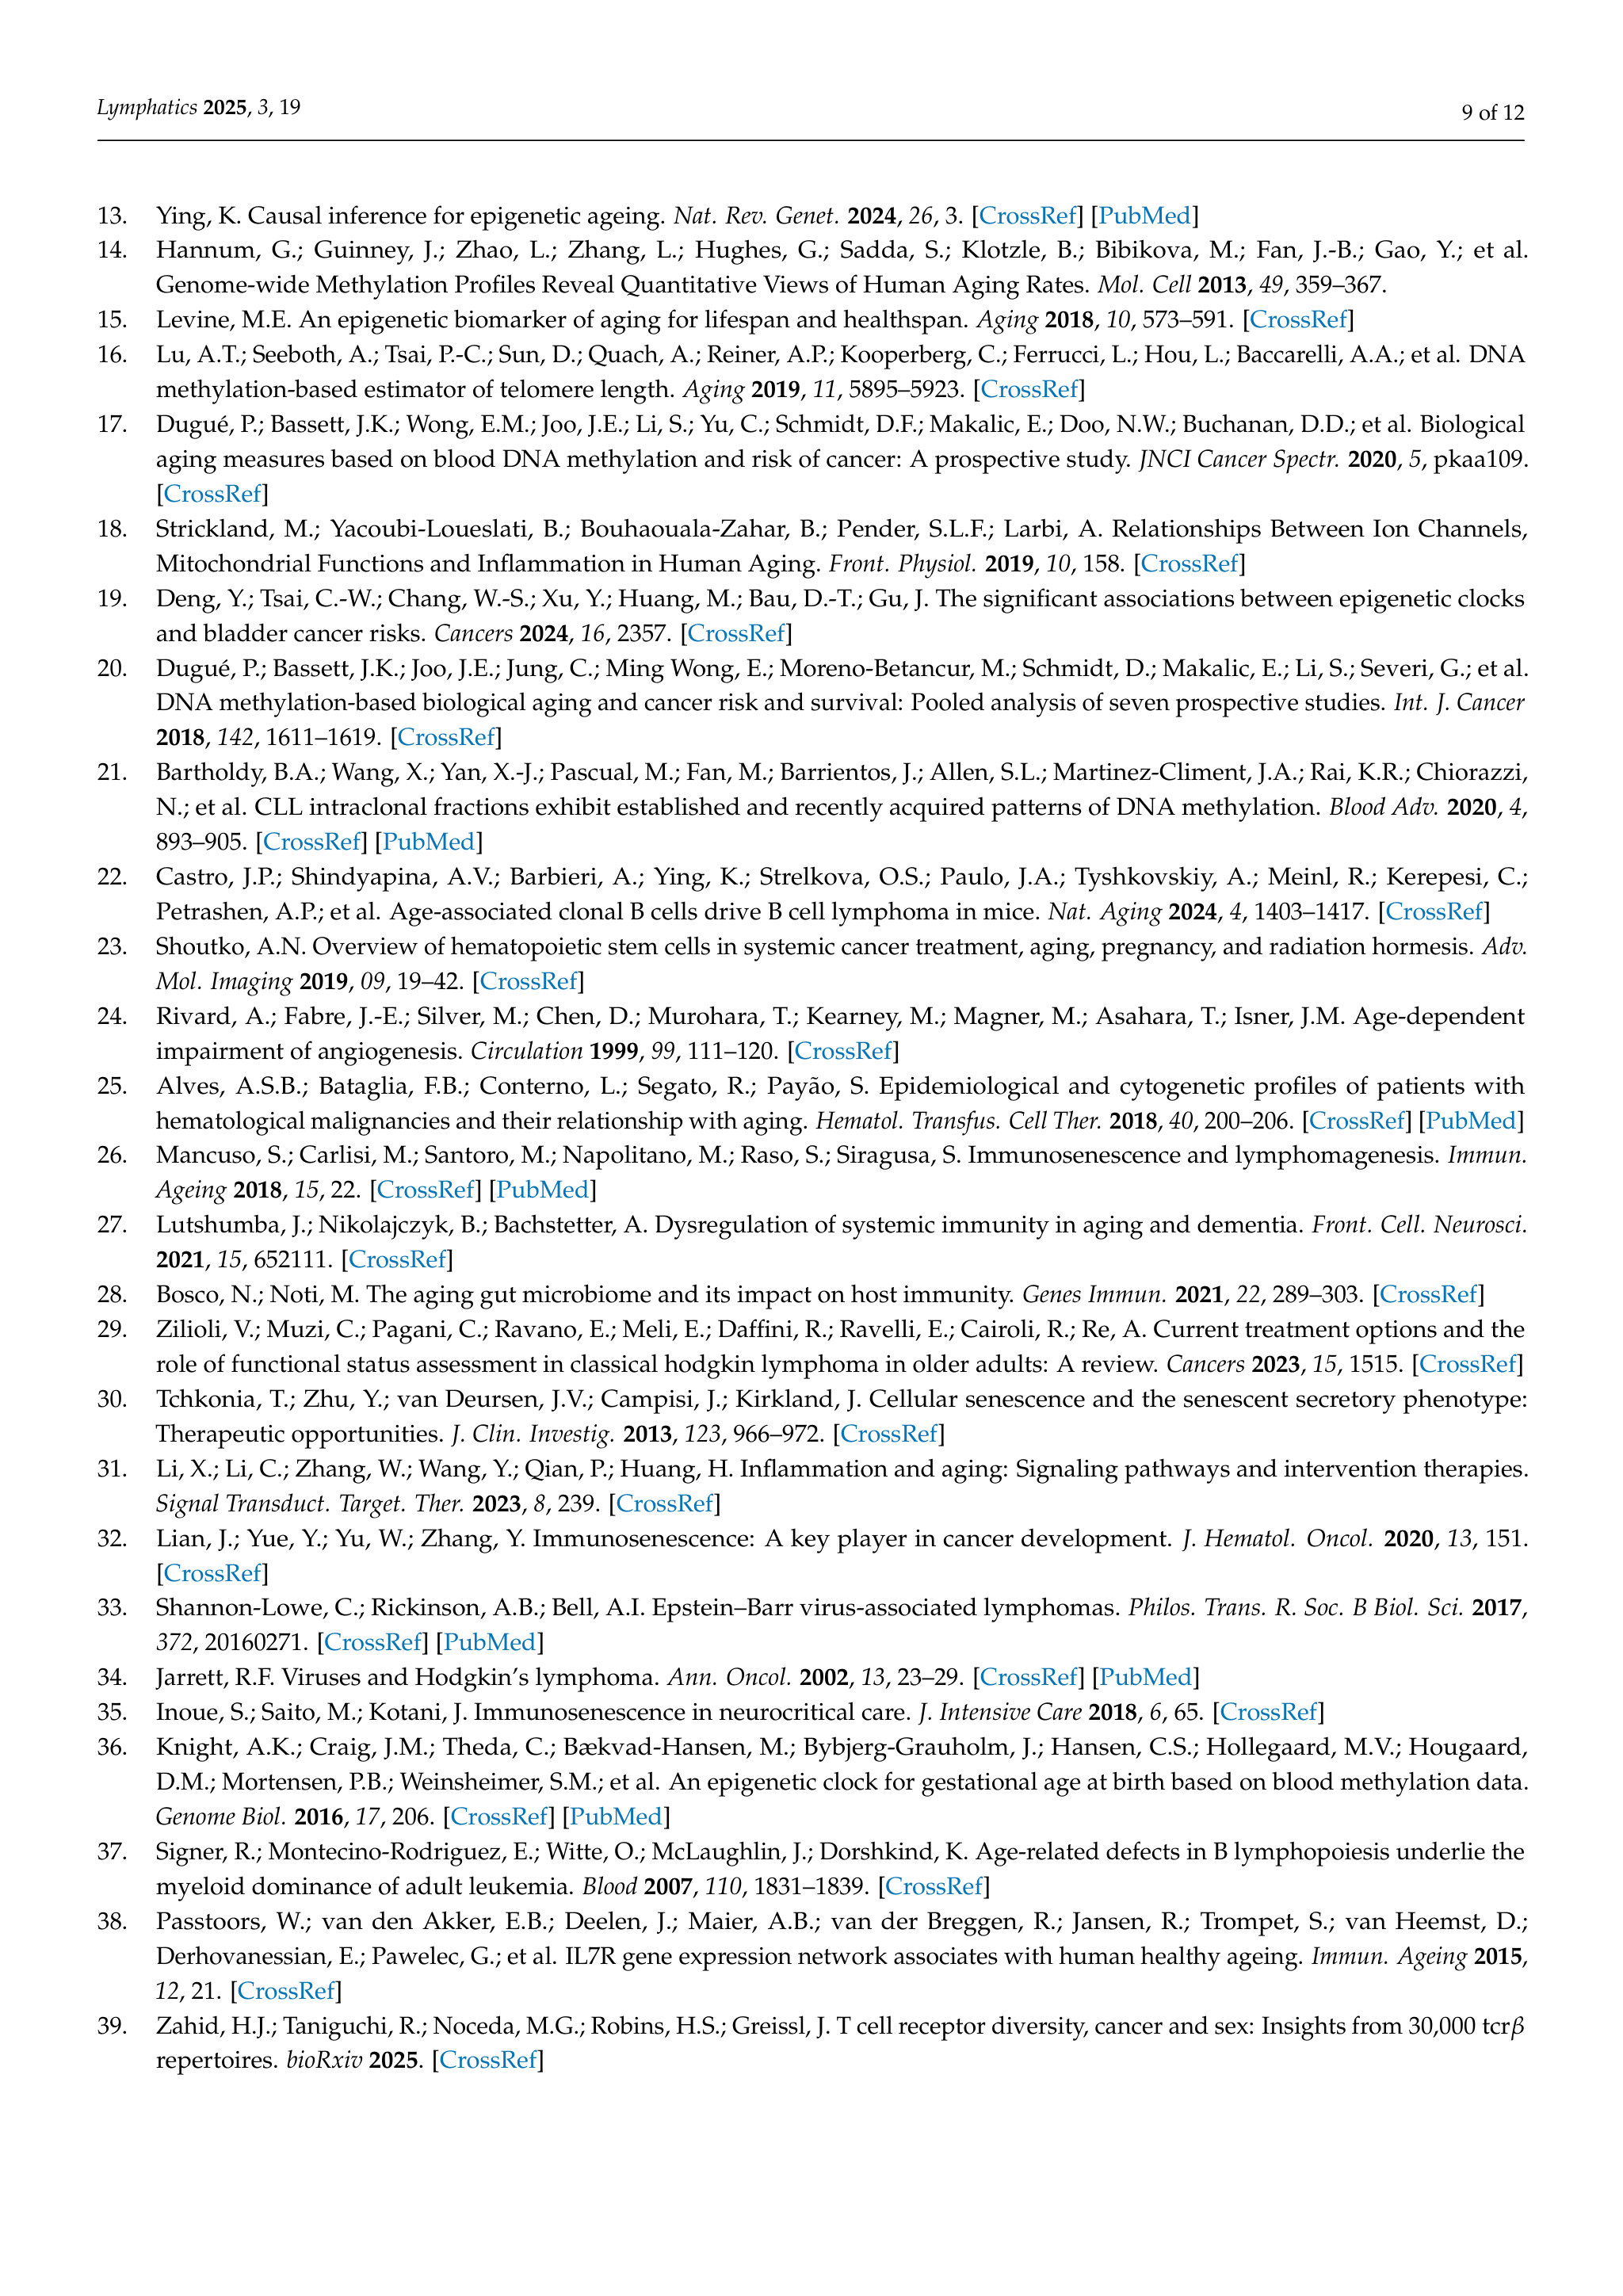 Lymphatics 2025, 3, 19
9 of 12
13. Ying, K. Causal inference for epigenetic ageing. Nat. Rev. Genet. 2024, 26, 3. [CrossRef] [PubMed]
14. Hannum, G.; Guinney, J.; Zhao, L.; Zhang, L.; Hughes, G.; Sadda, S.; Klotzle, B.; Bibikova, M.; Fan, J.-B.; Gao, Y.; et al.
Genome-wide Methylation Profiles Reveal Quantitative Views of Human Aging Rates. Mol. Cell 2013, 49, 359–367.
15. Levine, M.E. An epigenetic biomarker of aging for lifespan and healthspan. Aging 2018, 10, 573–591. [CrossRef]
16. Lu, A.T.; Seeboth, A.; Tsai, P.-C.; Sun, D.; Quach, A.; Reiner, A.P.; Kooperberg, C.; Ferrucci, L.; Hou, L.; Baccarelli, A.A.; et al. DNA
methylation-based estimator of telomere length. Aging 2019, 11, 5895–5923. [CrossRef]
17. Dugué, P.; Bassett, J.K.; Wong, E.M.; Joo, J.E.; Li, S.; Yu, C.; Schmidt, D.F.; Makalic, E.; Doo, N.W.; Buchanan, D.D.; et al. Biological
aging measures based on blood DNA methylation and risk of cancer: A prospective study. JNCI Cancer Spectr. 2020, 5, pkaa109.
[CrossRef]
18. Strickland, M.; Yacoubi-Loueslati, B.; Bouhaouala-Zahar, B.; Pender, S.L.F.; Larbi, A. Relationships Between Ion Channels,
Mitochondrial Functions and Inflammation in Human Aging. Front. Physiol. 2019, 10, 158. [CrossRef]
19. Deng, Y.; Tsai, C.-W.; Chang, W.-S.; Xu, Y.; Huang, M.; Bau, D.-T.; Gu, J. The significant associations between epigenetic clocks
and bladder cancer risks. Cancers 2024, 16, 2357. [CrossRef]
20. Dugué, P.; Bassett, J.K.; Joo, J.E.; Jung, C.; Ming Wong, E.; Moreno-Betancur, M.; Schmidt, D.; Makalic, E.; Li, S.; Severi, G.; et al.
DNA methylation-based biological aging and cancer risk and survival: Pooled analysis of seven prospective studies. Int. J. Cancer
2018, 142, 1611–1619. [CrossRef]
21. Bartholdy, B.A.; Wang, X.; Yan, X.-J.; Pascual, M.; Fan, M.; Barrientos, J.; Allen, S.L.; Martinez-Climent, J.A.; Rai, K.R.; Chiorazzi,
N.; et al. CLL intraclonal fractions exhibit established and recently acquired patterns of DNA methylation. Blood Adv. 2020, 4,
893–905. [CrossRef] [PubMed]
22. Castro, J.P.; Shindyapina, A.V.; Barbieri, A.; Ying, K.; Strelkova, O.S.; Paulo, J.A.; Tyshkovskiy, A.; Meinl, R.; Kerepesi, C.;
Petrashen, A.P.; et al. Age-associated clonal B cells drive B cell lymphoma in mice. Nat. Aging 2024, 4, 1403–1417. [CrossRef]
23. Shoutko, A.N. Overview of hematopoietic stem cells in systemic cancer treatment, aging, pregnancy, and radiation hormesis. Adv.
Mol. Imaging 2019, 09, 19–42. [CrossRef]
24. Rivard, A.; Fabre, J.-E.; Silver, M.; Chen, D.; Murohara, T.; Kearney, M.; Magner, M.; Asahara, T.; Isner, J.M. Age-dependent
impairment of angiogenesis. Circulation 1999, 99, 111–120. [CrossRef]
25. Alves, A.S.B.; Bataglia, F.B.; Conterno, L.; Segato, R.; Payão, S. Epidemiological and cytogenetic profiles of patients with
hematological malignancies and their relationship with aging. Hematol. Transfus. Cell Ther. 2018, 40, 200–206. [CrossRef] [PubMed]
26. Mancuso, S.; Carlisi, M.; Santoro, M.; Napolitano, M.; Raso, S.; Siragusa, S. Immunosenescence and lymphomagenesis. Immun.
Ageing 2018, 15, 22. [CrossRef] [PubMed]
27. Lutshumba, J.; Nikolajczyk, B.; Bachstetter, A. Dysregulation of systemic immunity in aging and dementia. Front. Cell. Neurosci.
2021, 15, 652111. [CrossRef]
28. Bosco, N.; Noti, M. The aging gut microbiome and its impact on host immunity. Genes Immun. 2021, 22, 289–303. [CrossRef]
29. Zilioli, V.; Muzi, C.; Pagani, C.; Ravano, E.; Meli, E.; Daffini, R.; Ravelli, E.; Cairoli, R.; Re, A. Current treatment options and the
role of functional status assessment in classical hodgkin lymphoma in older adults: A review. Cancers 2023, 15, 1515. [CrossRef]
30. Tchkonia, T.; Zhu, Y.; van Deursen, J.V.; Campisi, J.; Kirkland, J. Cellular senescence and the senescent secretory phenotype:
Therapeutic opportunities. J. Clin. Investig. 2013, 123, 966–972. [CrossRef]
31. Li, X.; Li, C.; Zhang, W.; Wang, Y.; Qian, P.; Huang, H. Inflammation and aging: Signaling pathways and intervention therapies.
Signal Transduct. Target. Ther. 2023, 8, 239. [CrossRef]
32. Lian, J.; Yue, Y.; Yu, W.; Zhang, Y. Immunosenescence: A key player in cancer development. J. Hematol. Oncol. 2020, 13, 151.
[CrossRef]
33. Shannon-Lowe, C.; Rickinson, A.B.; Bell, A.I. Epstein–Barr virus-associated lymphomas. Philos. Trans. R. Soc. B Biol. Sci. 2017,
372, 20160271. [CrossRef] [PubMed]
34. Jarrett, R.F. Viruses and Hodgkin’s lymphoma. Ann. Oncol. 2002, 13, 23–29. [CrossRef] [PubMed]
35. Inoue, S.; Saito, M.; Kotani, J. Immunosenescence in neurocritical care. J. Intensive Care 2018, 6, 65. [CrossRef]
36. Knight, A.K.; Craig, J.M.; Theda, C.; Bækvad-Hansen, M.; Bybjerg-Grauholm, J.; Hansen, C.S.; Hollegaard, M.V.; Hougaard,
D.M.; Mortensen, P.B.; Weinsheimer, S.M.; et al. An epigenetic clock for gestational age at birth based on blood methylation data.
Genome Biol. 2016, 17, 206. [CrossRef] [PubMed]
37. Signer, R.; Montecino-Rodriguez, E.; Witte, O.; McLaughlin, J.; Dorshkind, K. Age-related defects in B lymphopoiesis underlie the
myeloid dominance of adult leukemia. Blood 2007, 110, 1831–1839. [CrossRef]
38. Passtoors, W.; van den Akker, E.B.; Deelen, J.; Maier, A.B.; van der Breggen, R.; Jansen, R.; Trompet, S.; van Heemst, D.;
Derhovanessian, E.; Pawelec, G.; et al. IL7R gene expression network associates with human healthy ageing. Immun. Ageing 2015,
12, 21. [CrossRef]
39. Zahid, H.J.; Taniguchi, R.; Noceda, M.G.; Robins, H.S.; Greissl, J. T cell receptor diversity, cancer and sex: Insights from 30,000 tcrβ
repertoires. bioRxiv 2025. [CrossRef]